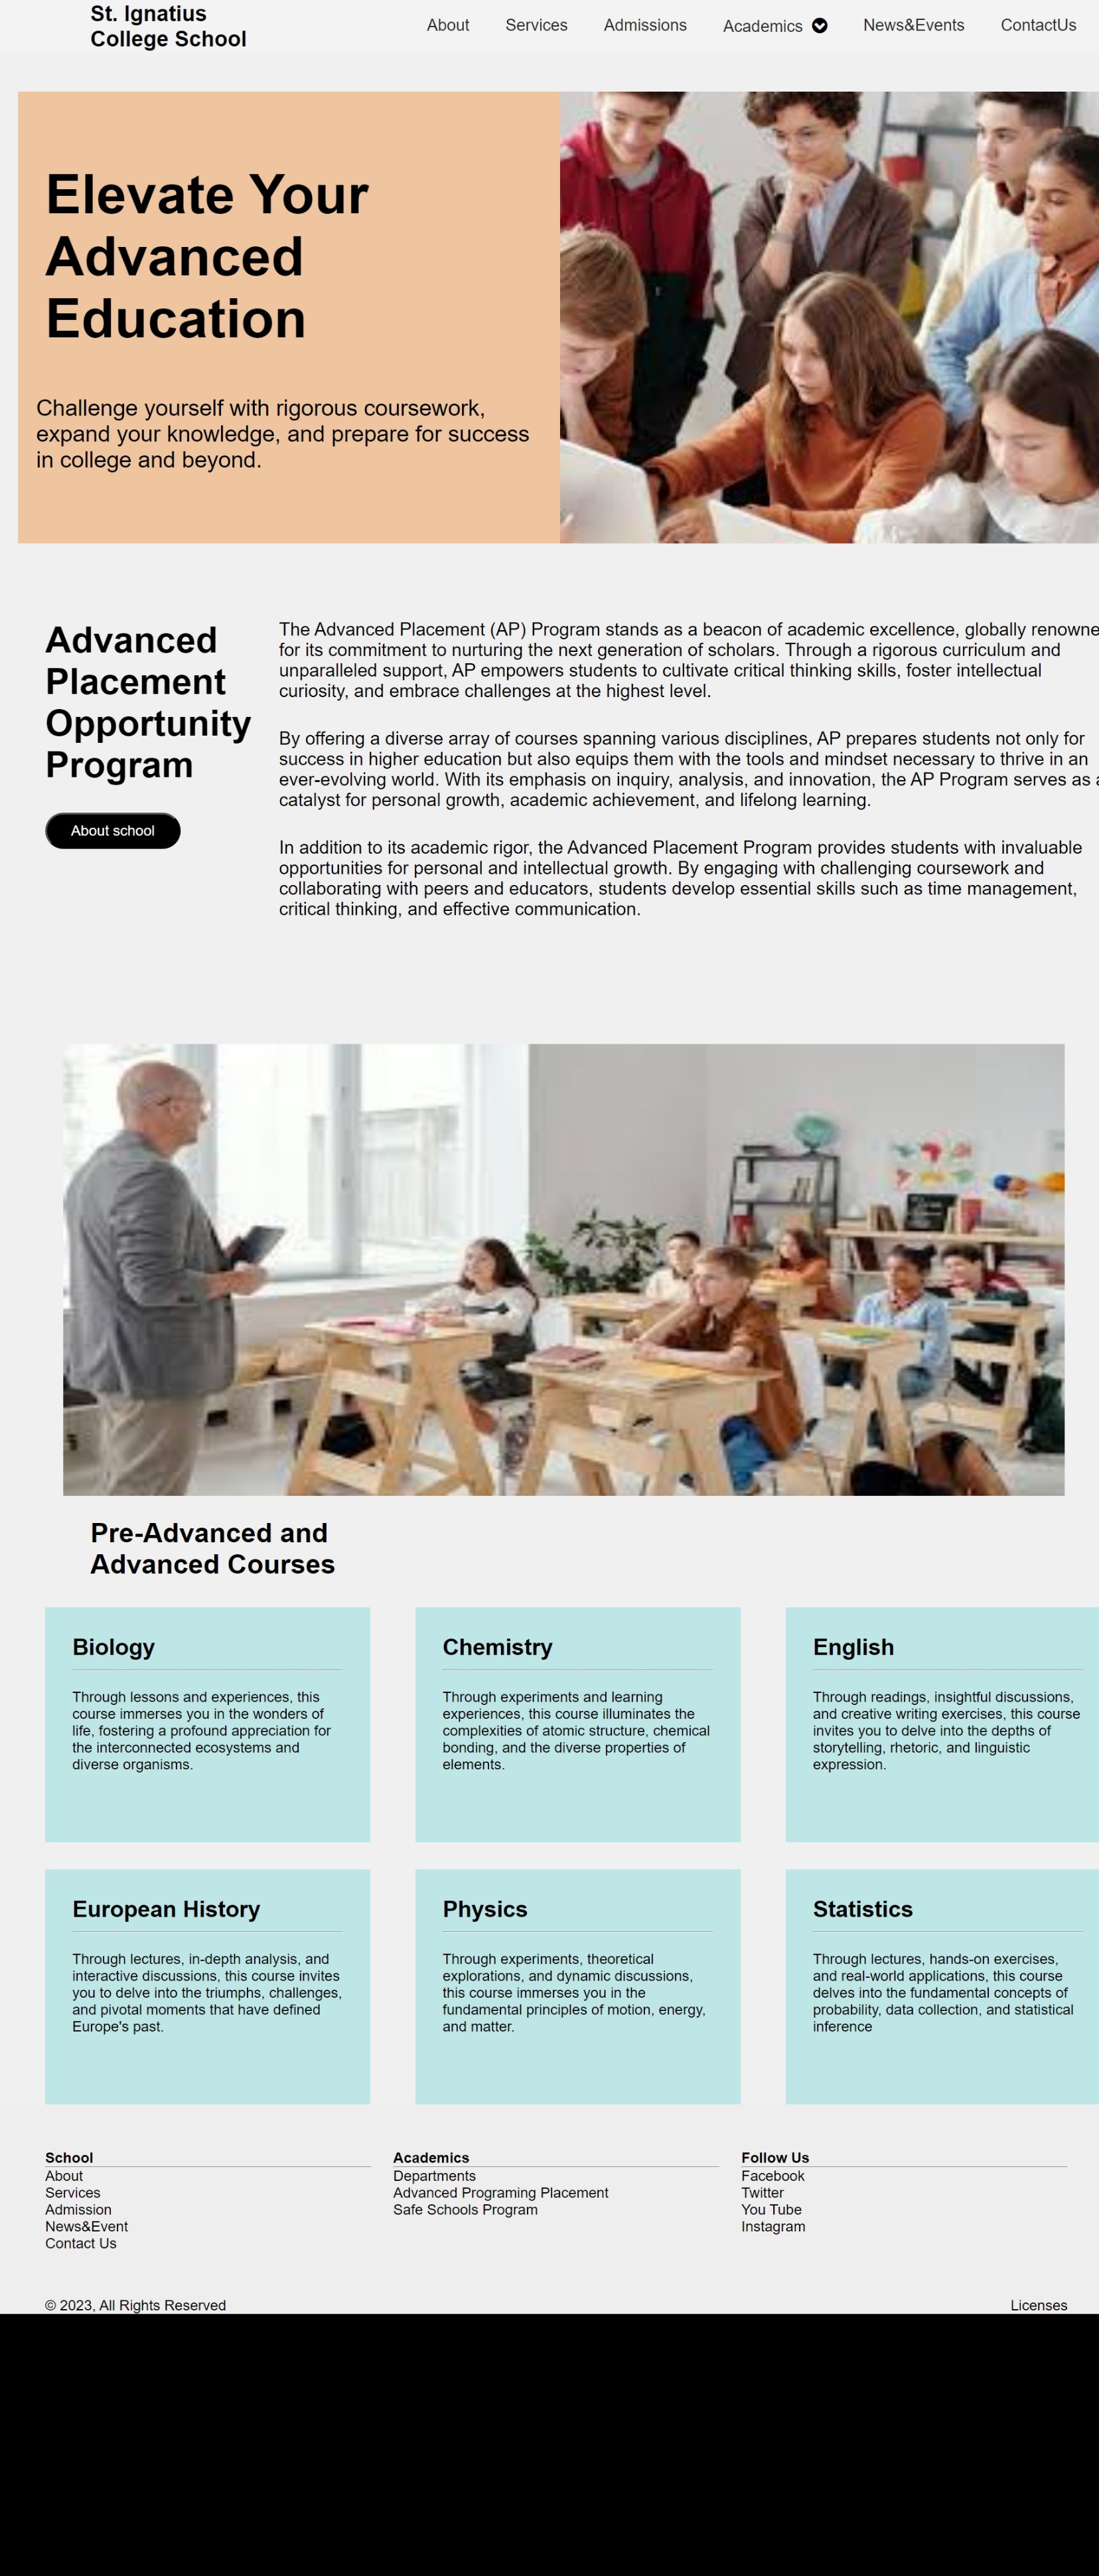 St. Ignatius
College School
About Services Admissions Academics News&Events ContactUs
Elevate Your
Advanced
Education
Challenge yourself with rigorous coursework,
expand your knowledge, and prepare for success
in college and beyond.
Advanced
Placement
Opportunity
Program
About school
The Advanced Placement (AP) Program stands as a beacon of academic excellence, globally renowne
for its commitment to nurturing the next generation of scholars. Through a rigorous curriculum and
unparalleled support, AP empowers students to cultivate critical thinking skills, foster intellectual
curiosity, and embrace challenges at the highest level.
By offering a diverse array of courses spanning various disciplines, AP prepares students not only for
success in higher education but also equips them with the tools and mindset necessary to thrive in an
ever-evolving world. With its emphasis on inquiry, analysis, and innovation, the AP Program serves as a
catalyst for personal growth, academic achievement, and lifelong learning.
In addition to its academic rigor, the Advanced Placement Program provides students with invaluable
opportunities for personal and intellectual growth. By engaging with challenging coursework and
collaborating with peers and educators, students develop essential skills such as time management,
critical thinking, and effective communication.
Pre-Advanced and
Advanced Courses
Biology
Through lessons and experiences, this
course immerses you in the wonders of
life, fostering a profound appreciation for
the interconnected ecosystems and
diverse organisms.
Chemistry
Through experiments and learning
experiences, this course illuminates the
complexities of atomic structure, chemical
bonding, and the diverse properties of
elements.
English
Through readings, insightful discussions,
and creative writing exercises, this course
invites you to delve into the depths of
storytelling, rhetoric, and linguistic
expression.
European History
Through lectures, in-depth analysis, and
interactive discussions, this course invites
you to delve into the triumphs, challenges,
and pivotal moments that have defined
Europe's past.
Physics
Through experiments, theoretical
explorations, and dynamic discussions,
this course immerses you in the
fundamental principles of motion, energy,
and matter.
Statistics
Through lectures, hands-on exercises,
and real-world applications, this course
delves into the fundamental concepts of
probability, data collection, and statistical
inference
School
About
Services
Admission
News&Event
Contact Us
Academics
Departments
Advanced Programing Placement
Safe Schools Program
Follow Us
Facebook
Twitter
You Tube
Instagram
© 2023, All Rights Reserved
Licenses